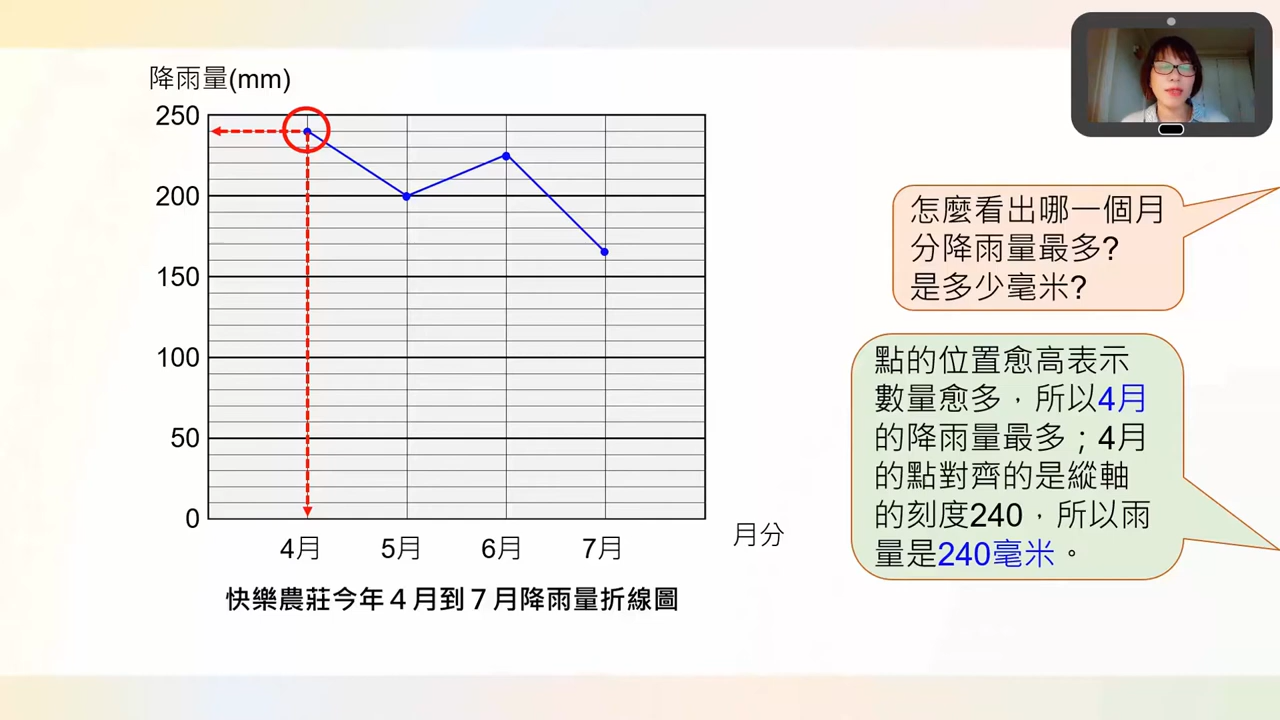 降雨量(mm)
250
200
150
100
50
0
4月
5月
6月
7月
月分
快樂農莊今年４月到７月降雨量折線圖
怎麼看出哪一個月
分降雨量最多?
是多少毫米?
點的位置愈高表示
數量愈多，所以4月
的降雨量最多；4月
的點對齊的是縱軸
的刻度240，所以雨
量是240毫米。